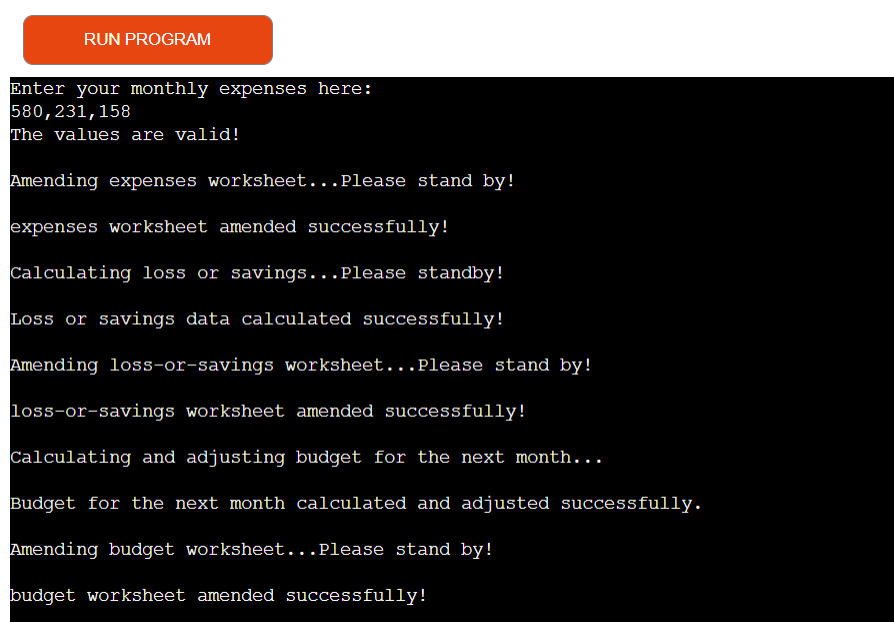 RUN PROGRAM
Enter your monthly expenses here:
580,231,158
The values are valid!
Amending expenses worksheet...Please stand by!
expenses worksheet amended successfully!
Calculating loss or savings...Please standby!
Loss or savings data calculated successfully!
Amending loss-or-savings worksheet...Please stand by!
loss-or-savings worksheet amended successfully!
Calculating and adjusting budget for the next month...
Budget for the next month calculated and adjusted successfully.
Amending budget worksheet...Please stand by!
budget worksheet amended successfully!